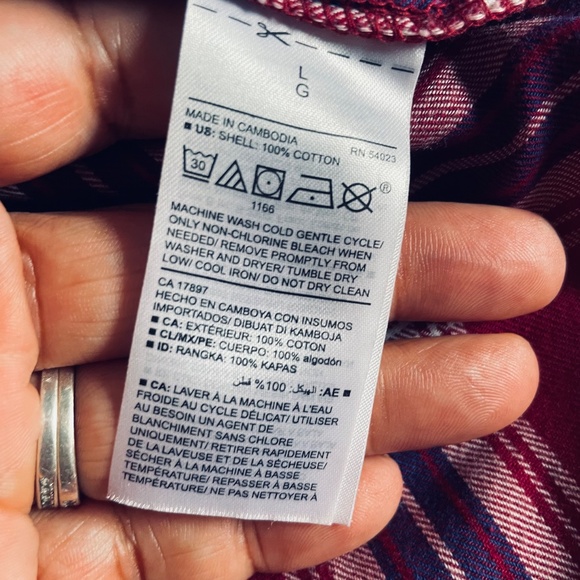 L
G
MADE IN CAMBODIA
RN 54023
■ US: SHELL: 100% COTTON
30
®
1166
MACHINE WASH COLD GENTLE CYCLE/
ONLY NON-CHLORINE BLEACH WHEN
NEEDED/ REMOVE PROMPTLY FROM
WASHER AND DRYER/ TUMBLE DRY
LOW/ COOL IRON/ DO NOT DRY CLEAN
CA 17897
HECHO EN CAMBOYA CON INSUMOS
IMPORTADOS/ DIBUAT DI KAMBOJA
■ CA: EXTÉRIEUR: 100% COTON
■ CL/MX/PE: CUERPO: 100% algodón
■ ID: RANGKA: 100% KAPAS
■ AE: الهيكل: 100% قطن
■ CA: LAVER À LA MACHINE À L'EAU
FROIDE AU CYCLE DÉLICAT/ UTILISER
AU BESOIN UN AGENT DE
BLANCHIMENT SANS CHLORE
UNIQUEMENT/ RETIRER RAPIDEMENT
DE LA LAVEUSE ET DE LA SÉCHEUSE/
SÉCHER À LA MACHINE À BASSE
TEMPÉRATURE/ REPASSER À BASSE
TEMPÉRATURE/ NE PAS NETTOYER À